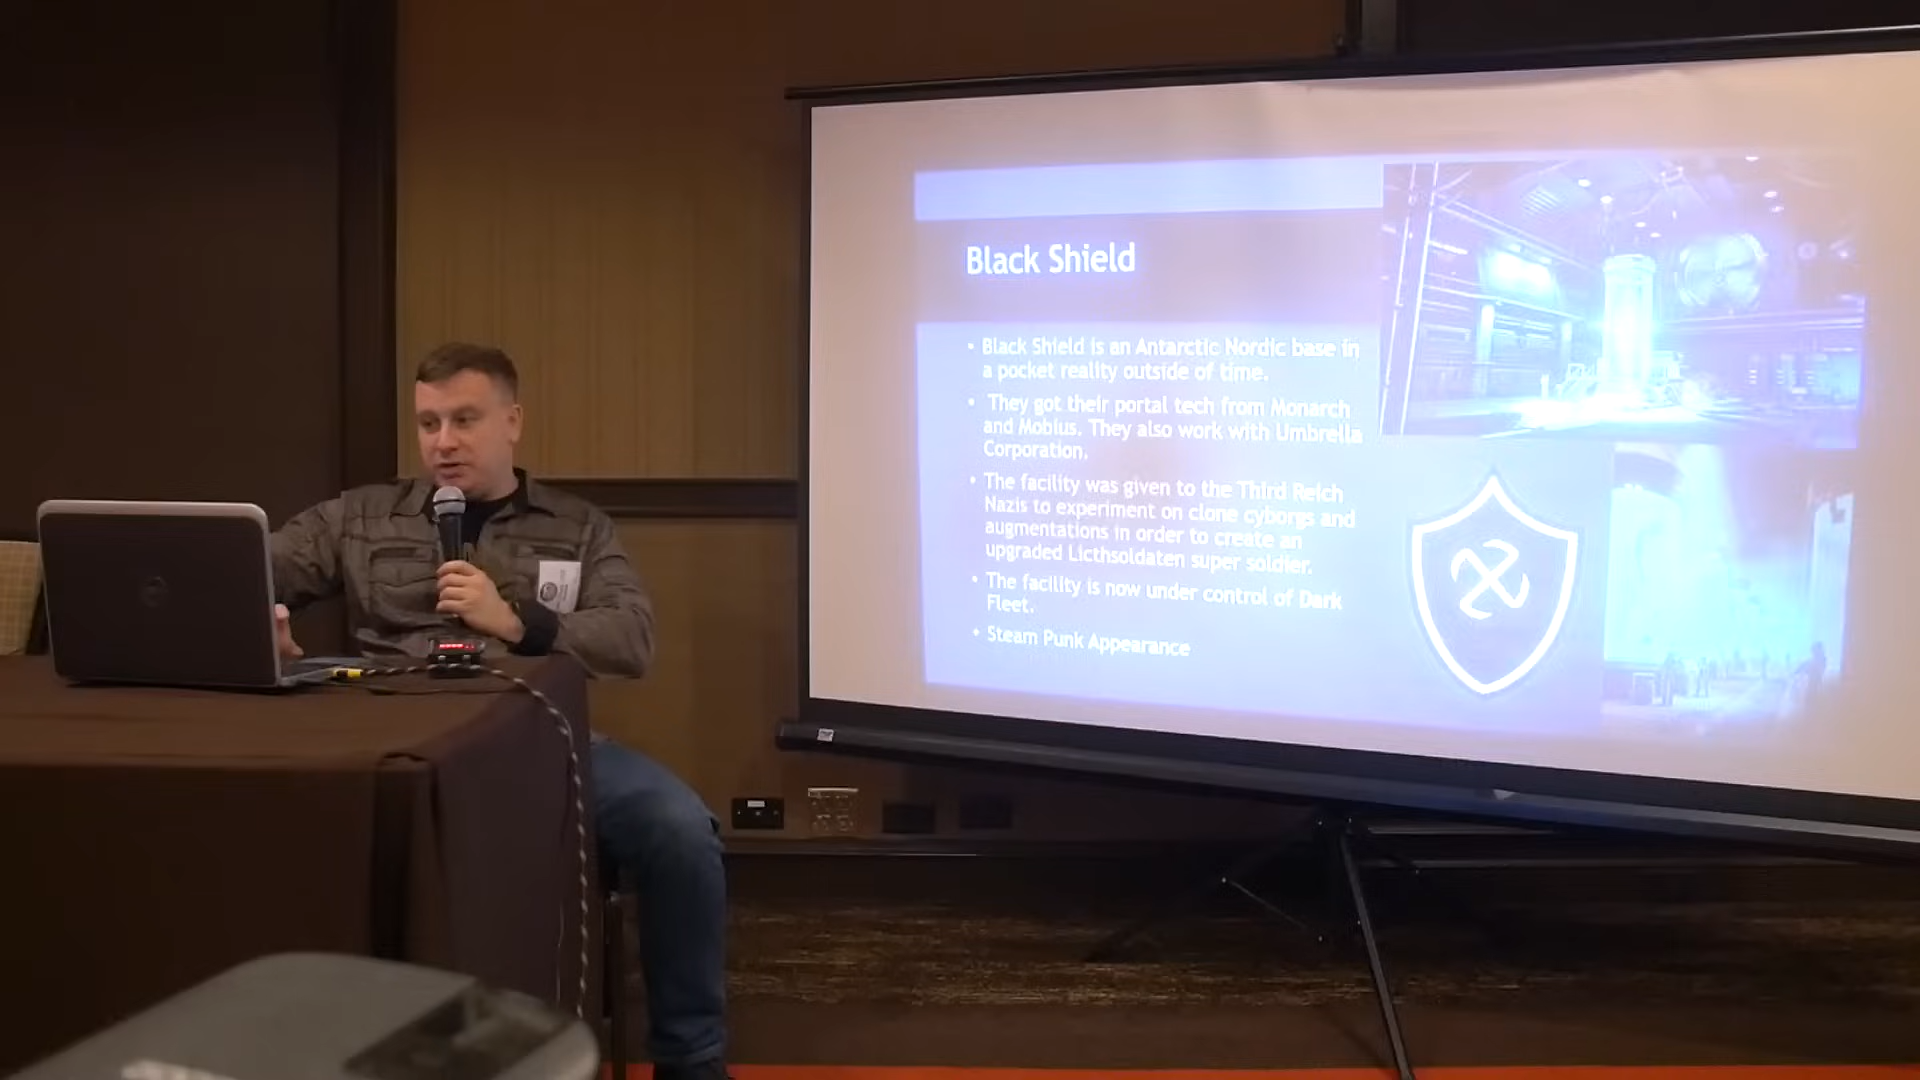 Black Shield
• Black Shield is an Antarctic Nordic base in
a pocket reality outside of time.
• They got their portal tech from Monarch
and Mobius. They also work with Umbrella
Corporation.
• The facility was given to the Third Reich
Nazis to experiment on clone cyborgs and
augmentations in order to create an
upgraded Licthsoldaten super soldier.
• The facility is now under control of Dark
Fleet.
• Steam Punk Appearance